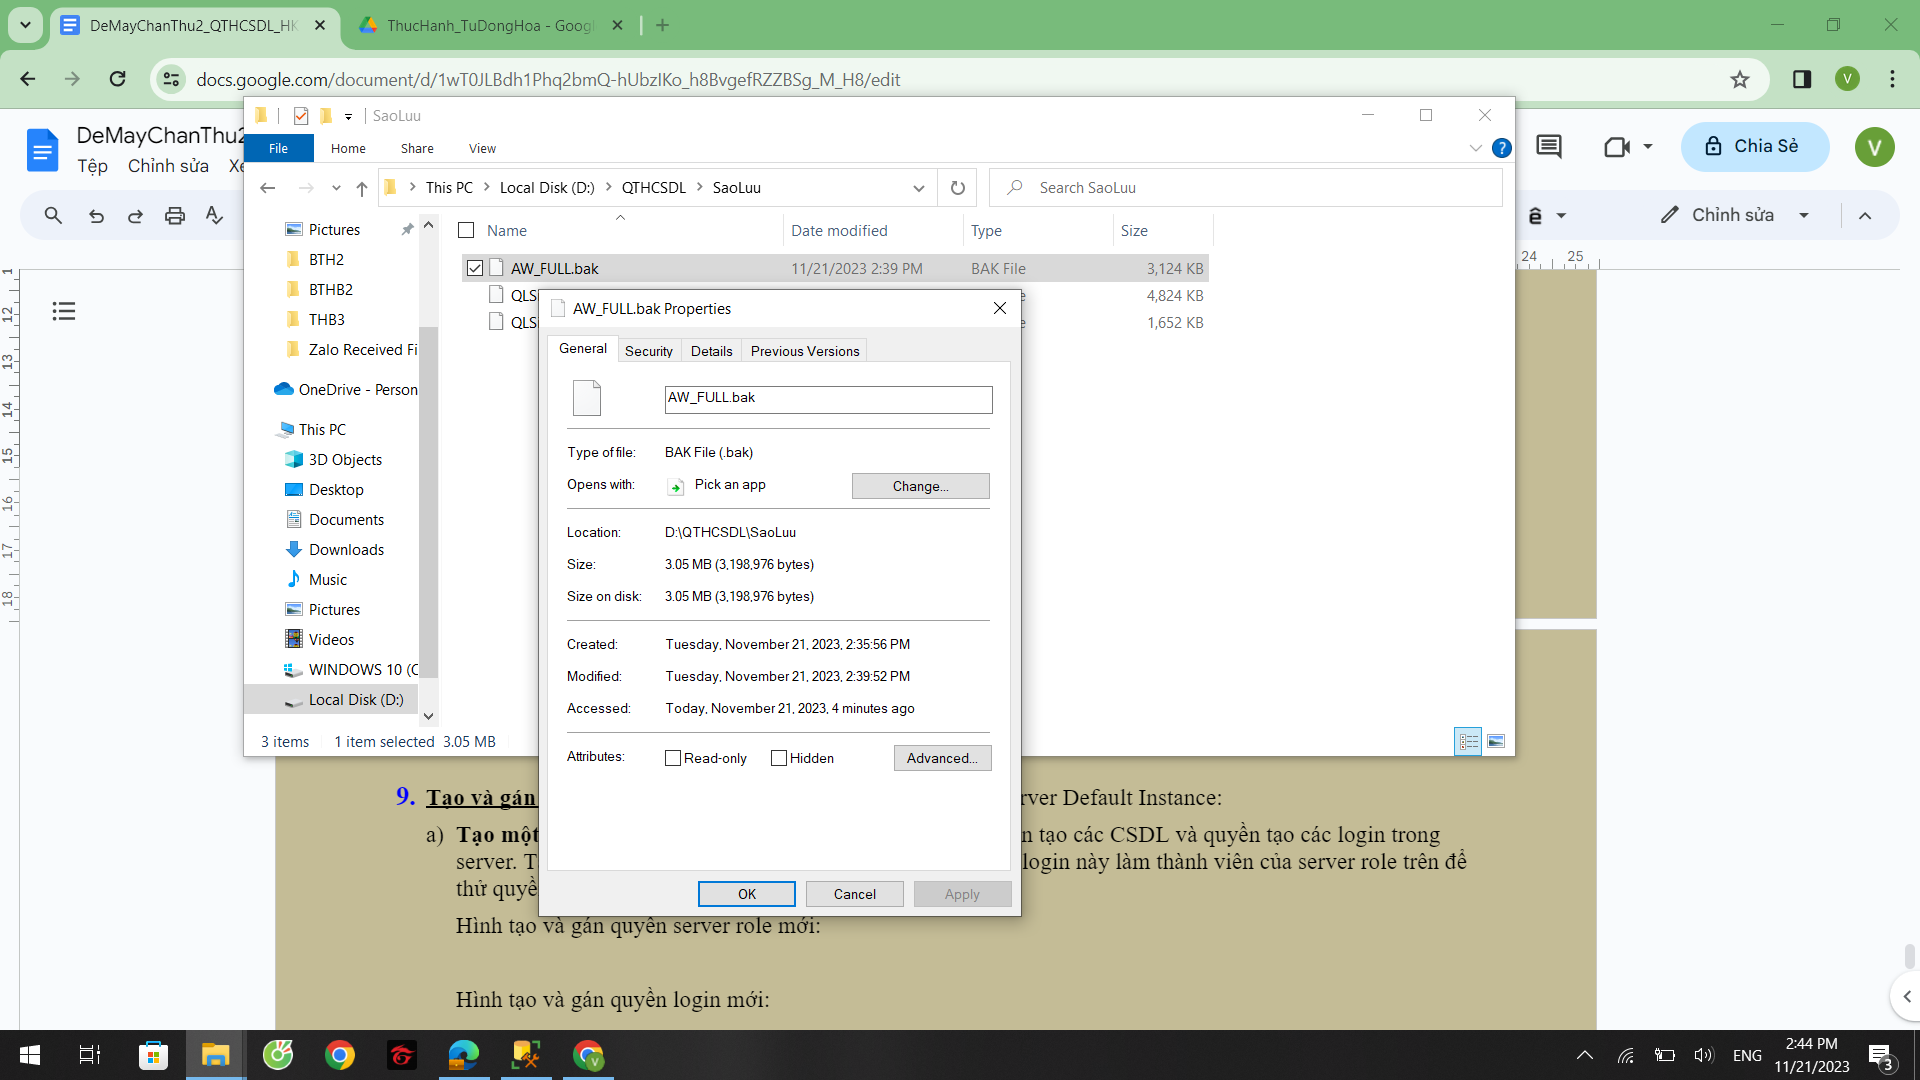 DeMayChanThu2_QTHCSDL_HK
ThucHanh_TuDongHoa - Googl
docs.google.com/document/d/1wT0JLBdh1Phq2bmQ-hUbzIKo_h8BvgefRZZBSg_M_H8/edit
V
DeMayChanThu2
Tệp Chỉnh sửa
Chia Sẻ
V
Chỉnh sửa
24 25
1
12
13
14
15
16
17
18
SaoLuu
File Home Share View
This PC Local Disk (D:) QTHCSDL SaoLuu
Search SaoLuu
Name Date modified Type Size
AW_FULL.bak 11/21/2023 2:39 PM BAK File 3,124 KB
4,824 KB
1,652 KB
Pictures
BTH2
BTHB2
THB3
Zalo Received Fi
OneDrive - Person
This PC
3D Objects
Desktop
Documents
Downloads
Music
Pictures
Videos
WINDOWS 10 (C
Local Disk (D:)
3 items 1 item selected 3.05 MB
AW_FULL.bak Properties
General Security Details Previous Versions
AW_FULL.bak
Type of file: BAK File (.bak)
Opens with: Pick an app Change...
Location: D:\QTHCSDL\SaoLuu
Size: 3.05 MB (3,198,976 bytes)
Size on disk: 3.05 MB (3,198,976 bytes)
Created: Tuesday, November 21, 2023, 2:35:56 PM
Modified: Tuesday, November 21, 2023, 2:39:52 PM
Accessed: Today, November 21, 2023, 4 minutes ago
Attributes: Read-only Hidden Advanced...
OK Cancel Apply
9. Tạo và gán rver Default Instance:
a) Tạo một n tạo các CSDL và quyền tạo các login trong
server. T login này làm thành viên của server role trên để
thử quyề
Hình tạo và gán quyền server role mới:
Hình tạo và gán quyền login mới:
ENG
2:44 PM
11/21/2023
3